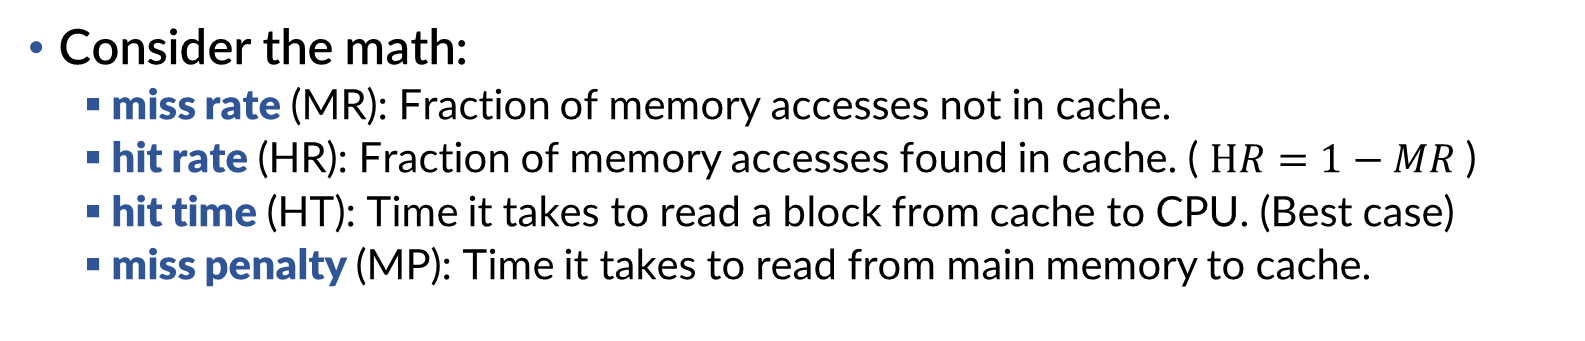 • Consider the math:
▪ miss rate (MR): Fraction of memory accesses not in cache.
▪ hit rate (HR): Fraction of memory accesses found in cache. ( HR = 1 − MR )
▪ hit time (HT): Time it takes to read a block from cache to CPU. (Best case)
▪ miss penalty (MP): Time it takes to read from main memory to cache.